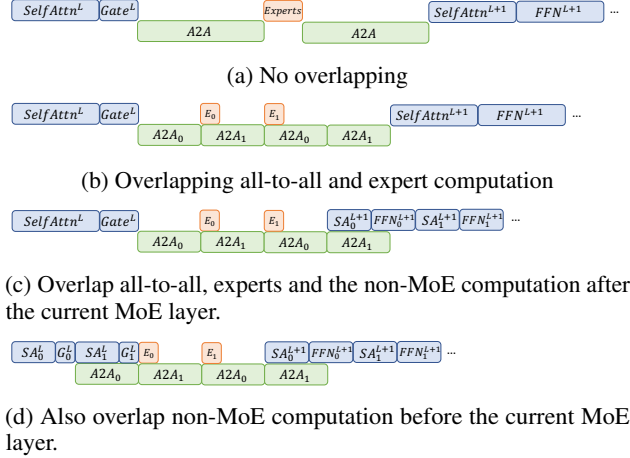 SelfAttn^L Gate^L Experts SelfAttn^{L+1} FFN^{L+1} ...
A2A A2A
(a) No overlapping
SelfAttn^L Gate^L E_0 E_1 SelfAttn^{L+1} FFN^{L+1} ...
A2A_0 A2A_1 A2A_0 A2A_1
(b) Overlapping all-to-all and expert computation
SelfAttn^L Gate^L E_0 E_1 SA_0^{L+1} FFN_0^{L+1} SA_1^{L+1} FFN_1^{L+1} ...
A2A_0 A2A_1 A2A_0 A2A_1
(c) Overlap all-to-all, experts and the non-MoE computation after
the current MoE layer.
SA_0^L G_0^L SA_1^L G_1^L E_0 E_1 SA_0^{L+1} FFN_0^{L+1} SA_1^{L+1} FFN_1^{L+1} ...
A2A_0 A2A_1 A2A_0 A2A_1
(d) Also overlap non-MoE computation before the current MoE
layer.